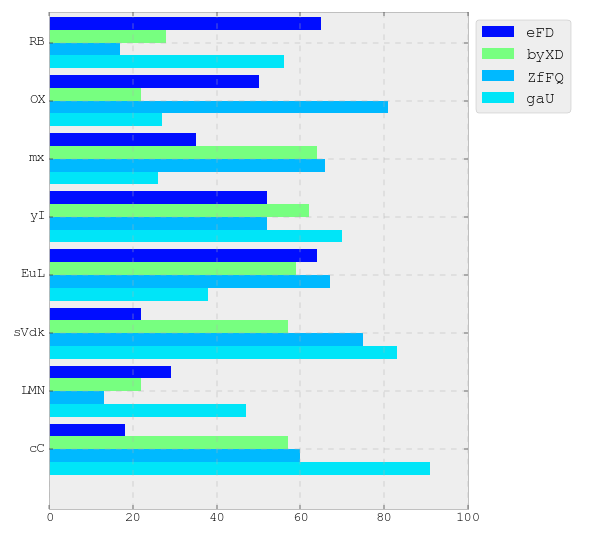 RB
OX
mx
yI
EuL
sVdk
LMN
cC
0 20 40 60 80 100
eFD
byXD
ZfFQ
gaU